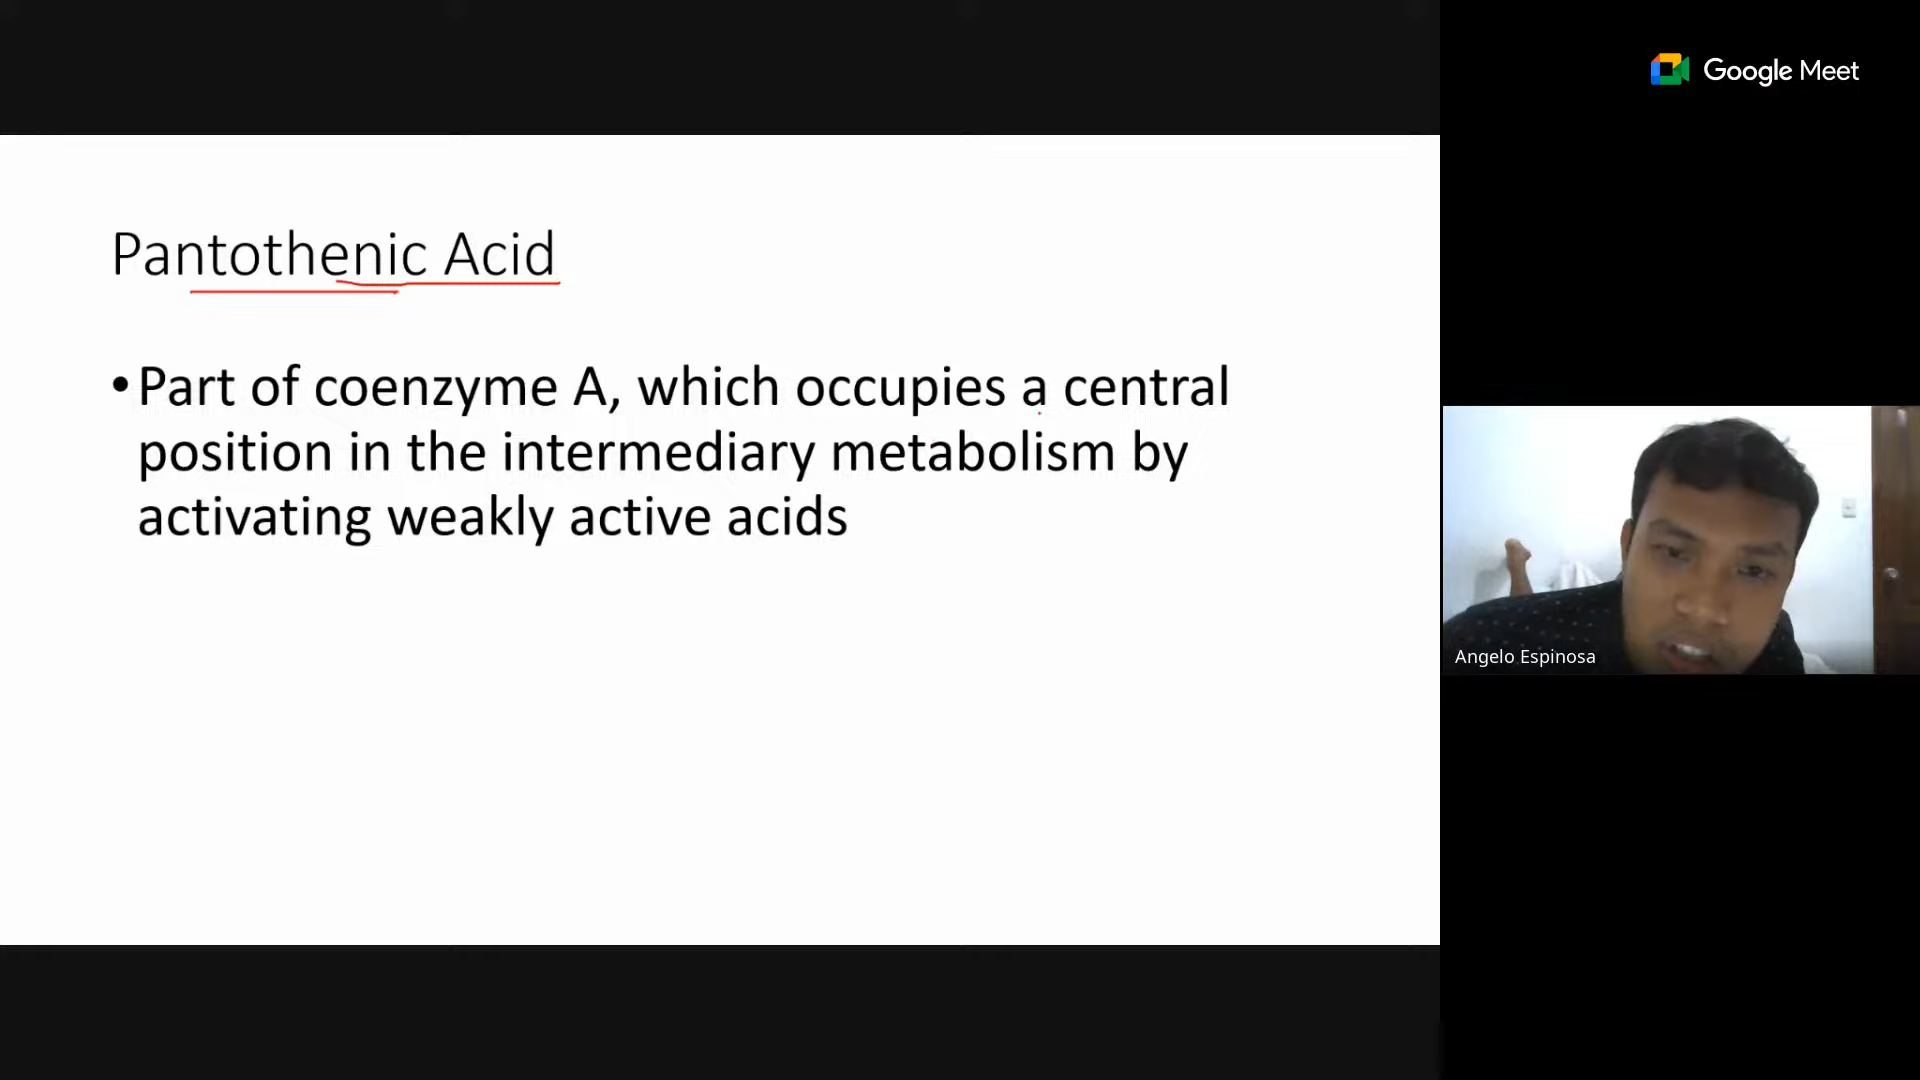 Google Meet
Pantothenic Acid
•Part of coenzyme A, which occupies a central
position in the intermediary metabolism by
activating weakly active acids
Angelo Espinosa